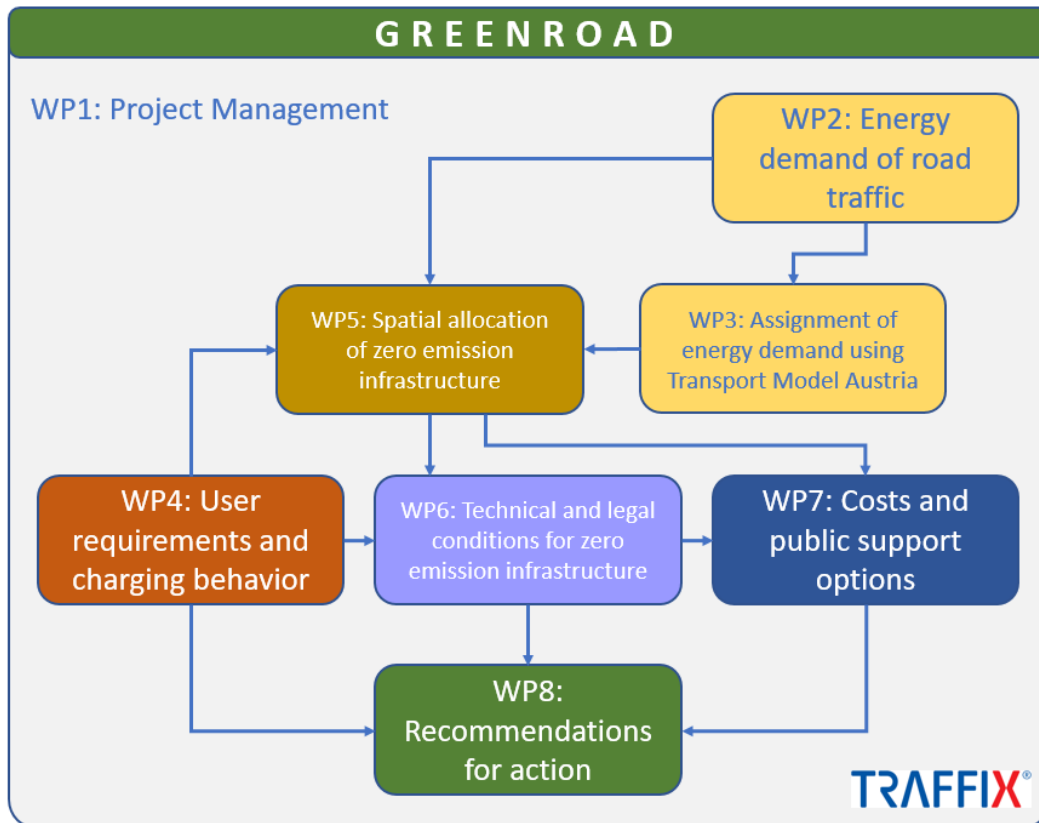 GREENROAD
WP1: Project Management
WP2: Energy
demand of road
traffic
WP5: Spatial allocation
of zero emission
infrastructure
WP3: Assignment of
energy demand using
Transport Model Austria
WP4: User
requirements and
charging behavior
WP6: Technical and legal
conditions for zero
emission infrastructure
WP7: Costs and
public support
options
WP8:
Recommendations
for action
TRAFFIX®